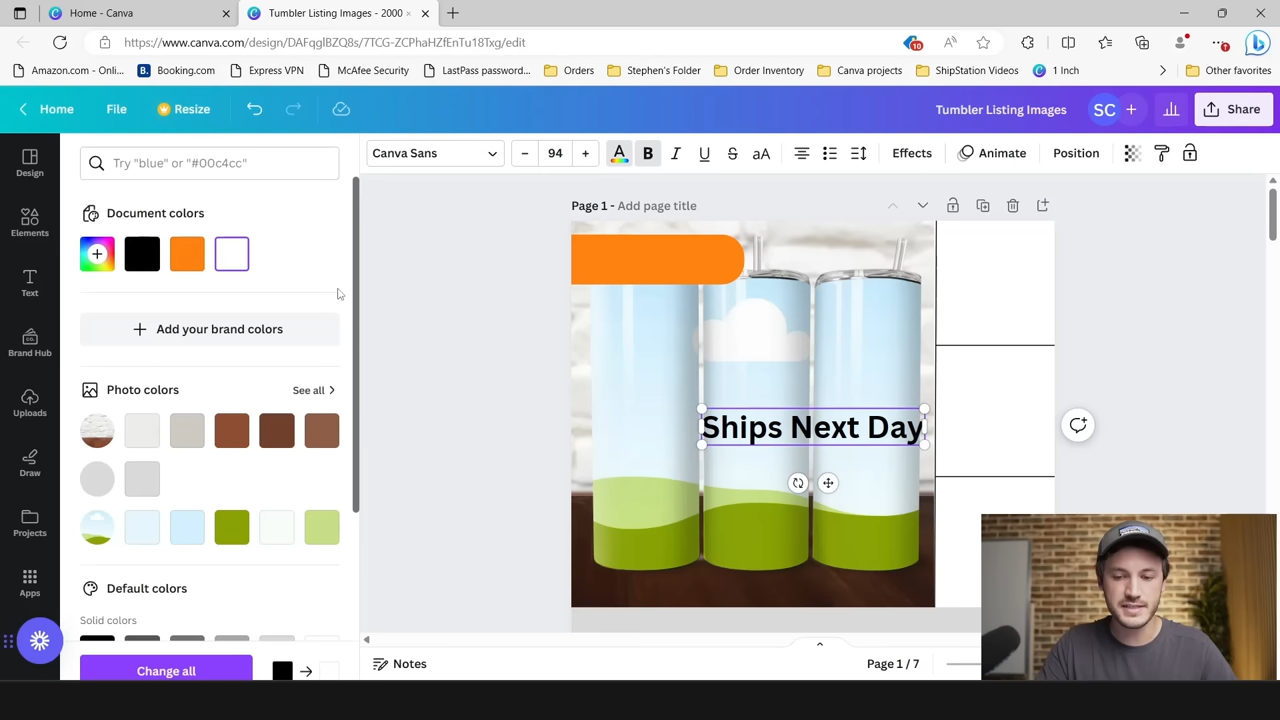 Home - Canva
Tumbler Listing Images - 2000
https://www.canva.com/design/DAFqglBZQ8s/7TCG-ZCPhaHZfEnTu18Txg/edit
10
Amazon.com - Onli...
B. Booking.com
Express VPN
McAfee Security
LastPass password...
Orders
Stephen's Folder
Order Inventory
Canva projects
ShipStation Videos
1 Inch
Other favorites
Home
File
Resize
Tumbler Listing Images
SC
Share
Design
Elements
Text
Brand Hub
Uploads
Draw
Projects
Apps
Try "blue" or "#00c4cc"
Document colors
Add your brand colors
Photo colors
See all
Default colors
Solid colors
Change all
Canva Sans
94
A
B
I
U
S
aA
Effects
Animate
Position
Page 1 - Add page title
Ships Next Day
Notes
Page 1 / 7